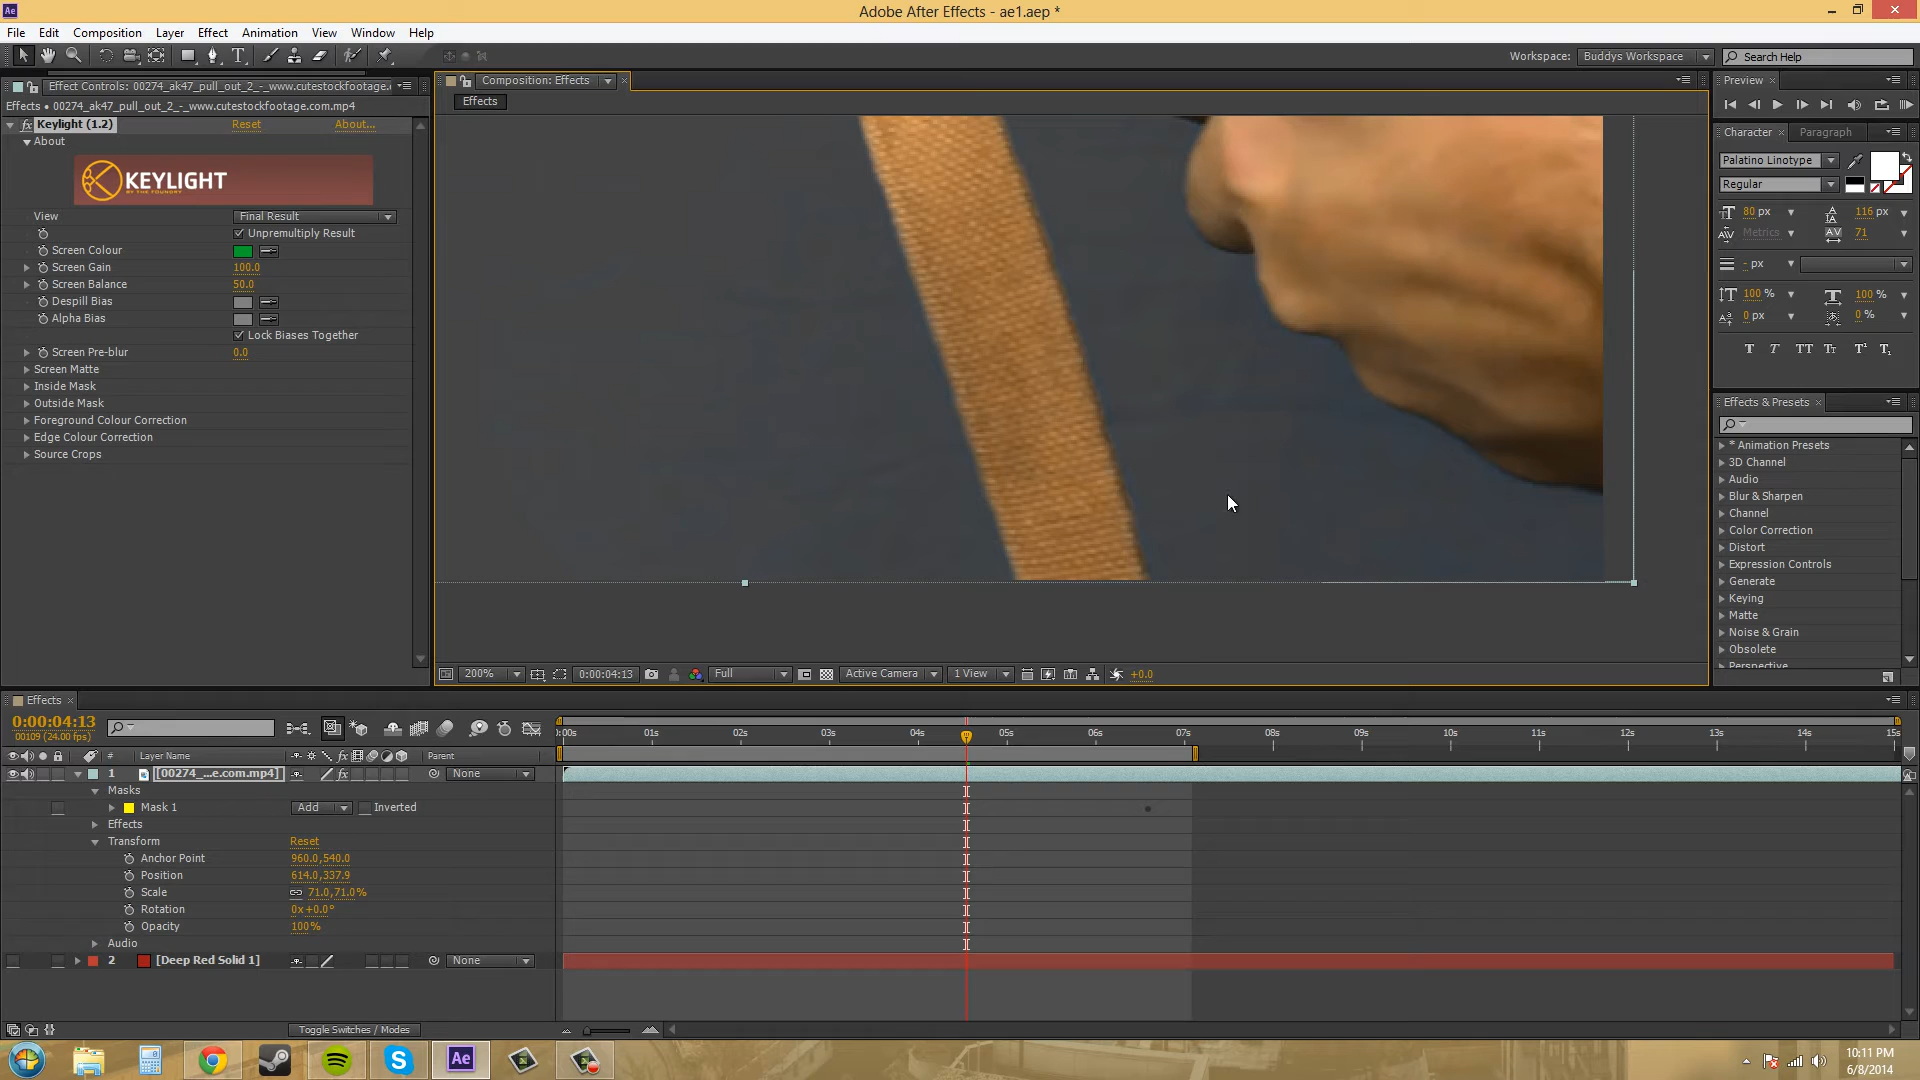 Adobe After Effects - ae1.aep *
File Edit Composition Layer Effect Animation View Window Help
Workspace: Buddys Workspace Search Help
Effect Controls: 00274_ak47_pull_out_2_-_www.cutestockfootage.
Effects • 00274_ak47_pull_out_2_-_www.cutestockfootage.com.mp4
Keylight (1.2) Reset About...
About
KEYLIGHT
BY THE FOUNDRY
View Final Result
Unpremultiply Result
Screen Colour
Screen Gain 100.0
Screen Balance 50.0
Despill Bias
Alpha Bias
Lock Biases Together
Screen Pre-blur 0.0
Screen Matte
Inside Mask
Outside Mask
Foreground Colour Correction
Edge Colour Correction
Source Crops
Composition: Effects
Effects
200% 0:00:04:13 Full Active Camera 1 View +0.0
Preview
Character Paragraph
Palatino Linotype
Regular
80 px 116 px
Metrics 71
- px
100 % 100 %
0 px 0 %
T T TT Tt T¹ T₁
Effects & Presets
* Animation Presets
3D Channel
Audio
Blur & Sharpen
Channel
Color Correction
Distort
Expression Controls
Generate
Keying
Matte
Noise & Grain
Obsolete
Perspective
Effects
0:00:04:13
00109 (24.00 fps)
:00s 01s 02s 03s 04s 05s 06s 07s 08s 09s 10s 11s 12s 13s 14s 15s
# Layer Name Parent
1 [00274_...e.com.mp4] None
Masks
Mask 1 Add Inverted
Effects
Transform Reset
Anchor Point 960.0,540.0
Position 614.0,337.9
Scale 71.0,71.0%
Rotation 0x+0.0°
Opacity 100%
Audio
2 [Deep Red Solid 1] None
Toggle Switches / Modes
10:11 PM
6/8/2014